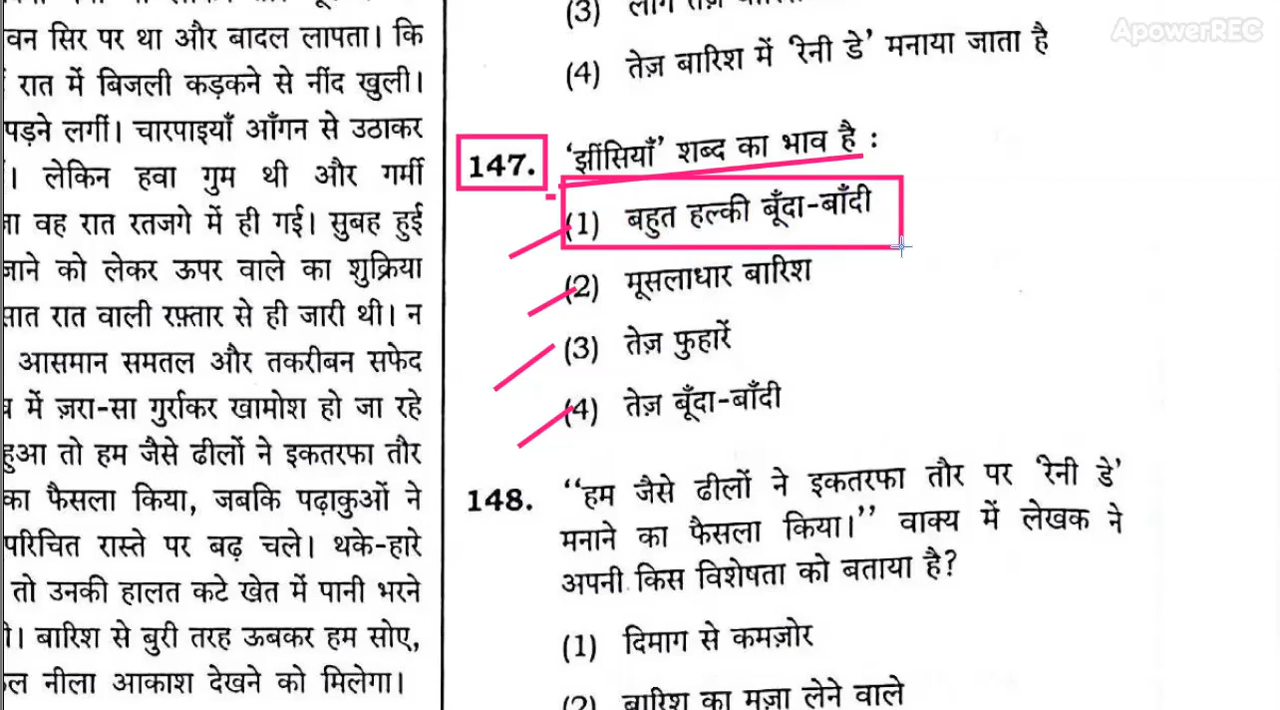 वन सिर पर था और बादल लापता। कि
रात में बिजली कड़कने से नींद खुली।
पड़ने लगीं। चारपाइयाँ आँगन से उठाकर
। लेकिन हवा गुम थी और गर्मी
वह रात रतजगे में ही गई। सुबह हुई
जाने को लेकर ऊपर वाले का शुक्रिया
रात वाली रफ़्तार से ही जारी थी। न
आसमान समतल और तकरीबन सफेद
में ज़रा-सा गुर्राकर खामोश हो जा रहे
हुआ तो हम जैसे ढीलों ने इकतरफा तौर
का फैसला किया, जबकि पढ़ाकुओं ने
परिचित रास्ते पर बढ़ चले। थके-हारे
तो उनकी हालत कटे खेत में पानी भरने
। बारिश से बुरी तरह ऊबकर हम सोए,
नीला आकाश देखने को मिलेगा।
ApowerREC
(3) लोग तेज़
(4) तेज़ बारिश में ‘रेनी डे’ मनाया जाता है
147. ‘झींसियाँ’ शब्द का भाव है :
(1) बहुत हल्की बूँदा-बाँदी
(2) मूसलाधार बारिश
(3) तेज़ फुहारें
(4) तेज़ बूँदा-बाँदी
148. “हम जैसे ढीलों ने इकतरफा तौर पर ‘रेनी डे’
मनाने का फैसला किया।” वाक्य में लेखक ने
अपनी किस विशेषता को बताया है?
(1) दिमाग से कमज़ोर
(2) बारिश का मज़ा लेने वाले